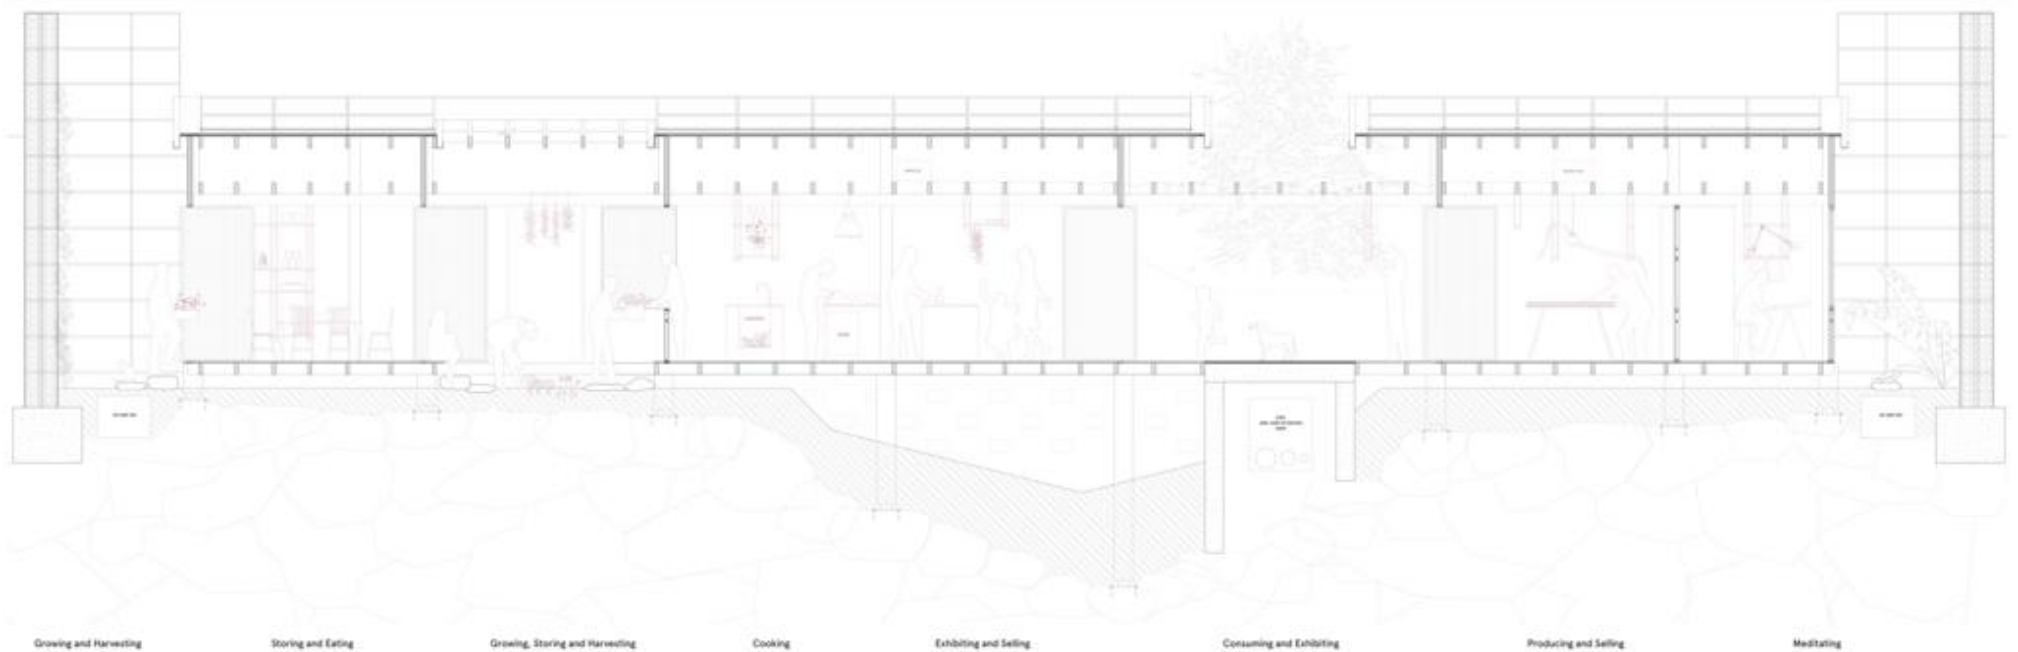 Growing and Harvesting
Storing and Eating
Growing, Storing and Harvesting
Cooking
Exhibiting and Selling
Consuming and Exhibiting
Producing and Selling
Meditating